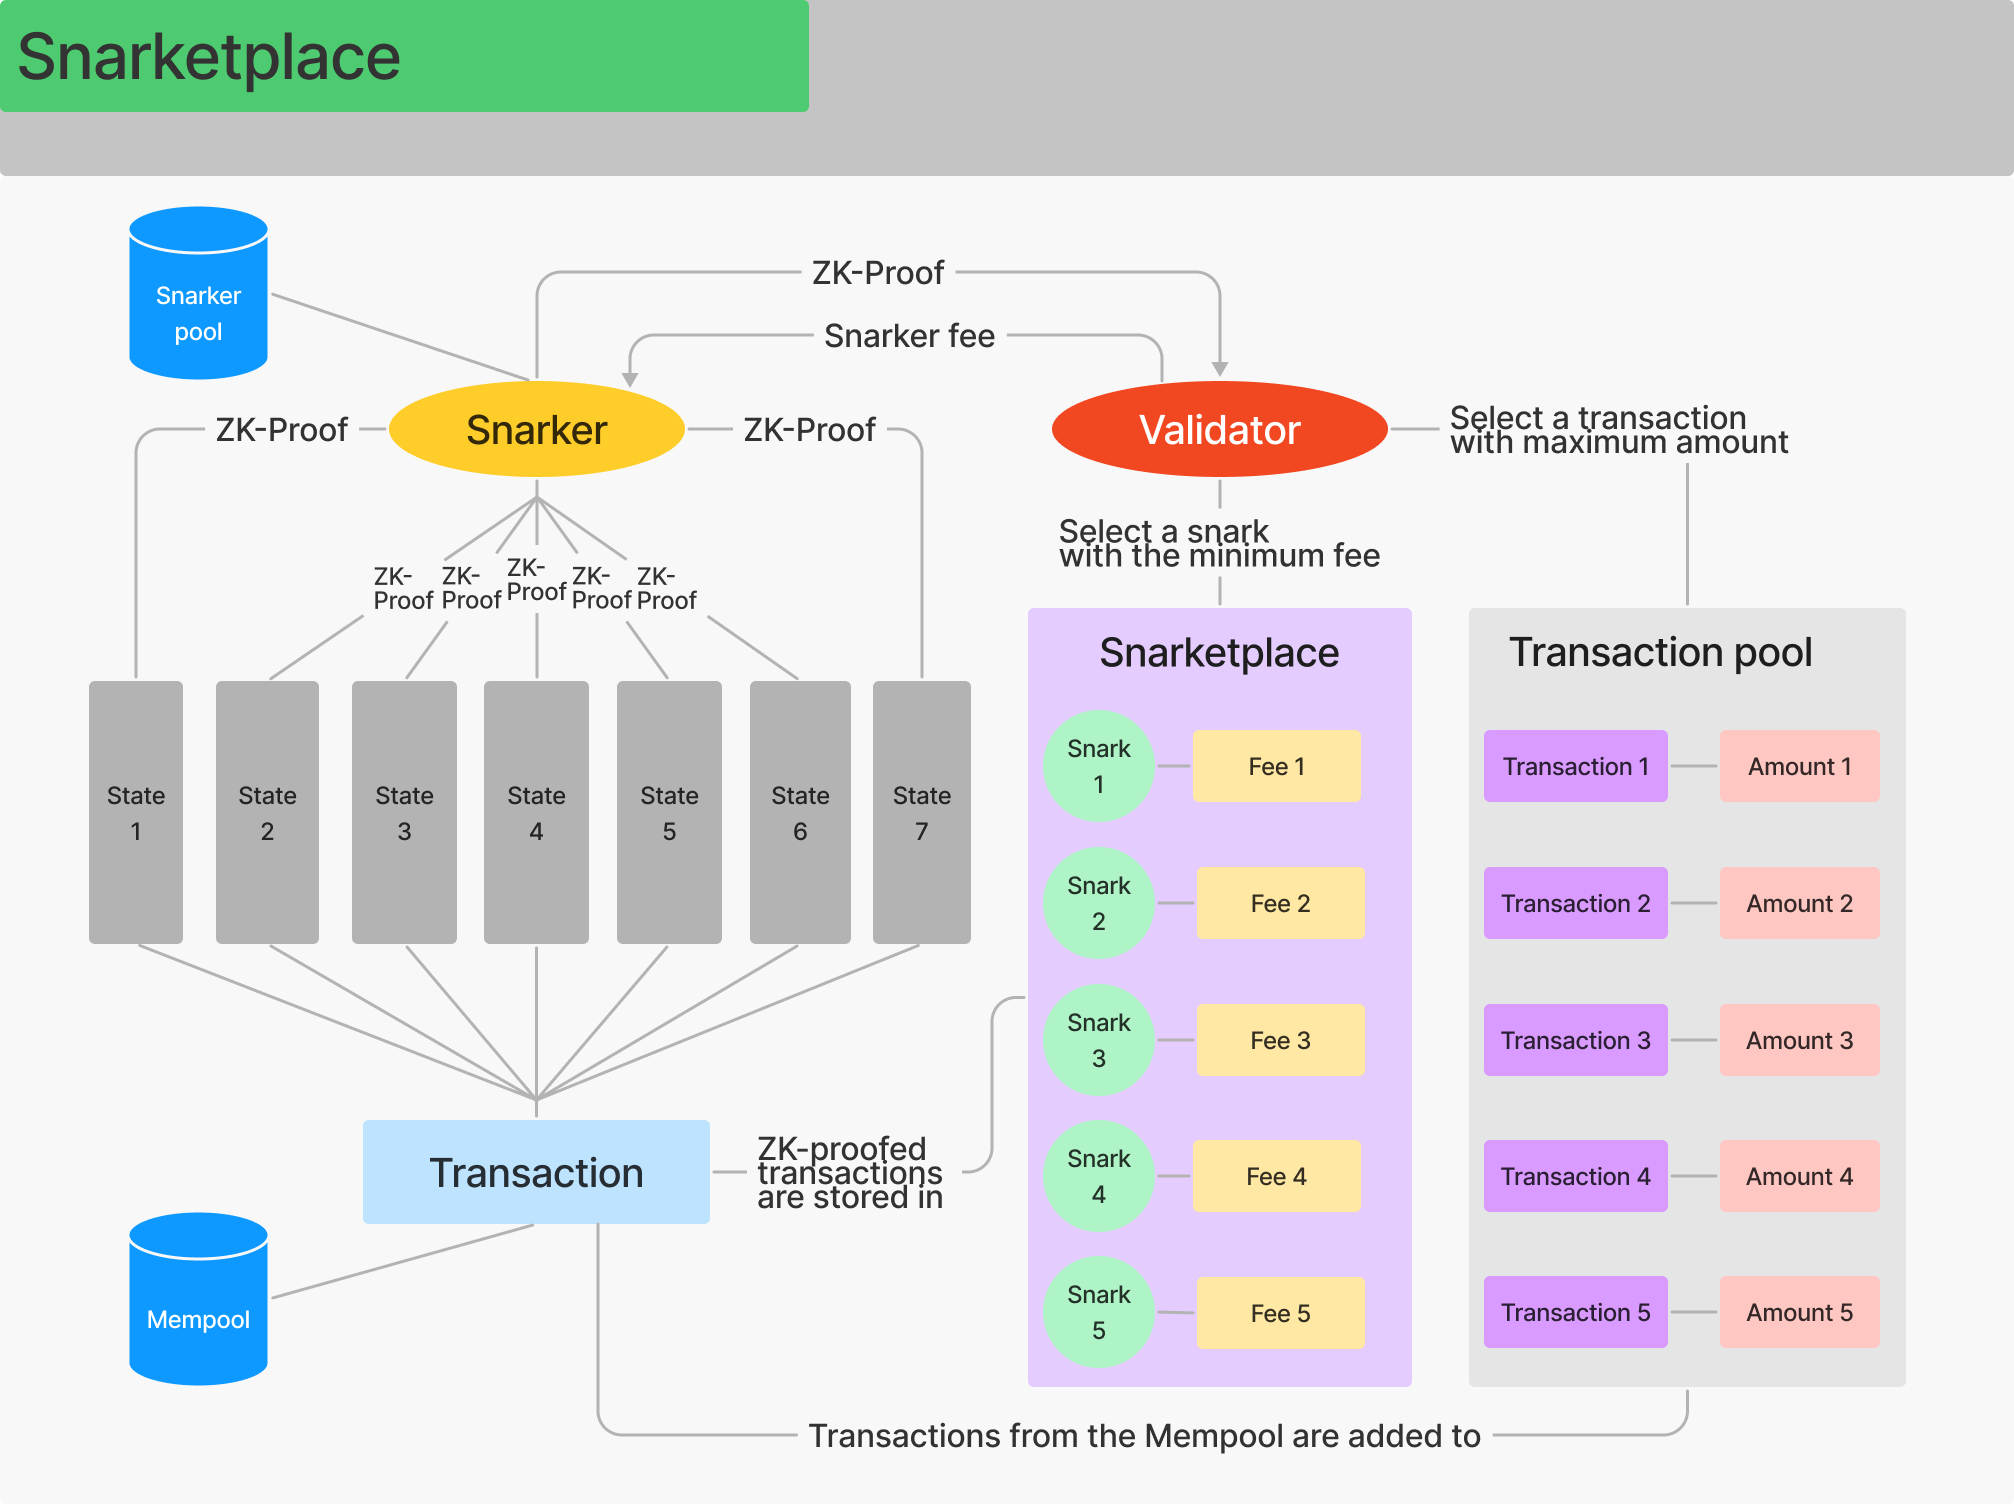 Snarketplace
Snarker
pool
ZK-Proof
Snarker fee
ZK-Proof
Snarker
ZK-Proof
Validator
Select a transaction
with maximum amount
Select a snark
with the minimum fee
ZK-
Proof
ZK-
Proof
ZK-
Proof
ZK-
Proof
ZK-
Proof
State
1
State
2
State
3
State
4
State
5
State
6
State
7
Transaction
ZK-proofed
transactions
are stored in
Mempool
Snarketplace
Snark
1
Fee 1
Snark
2
Fee 2
Snark
3
Fee 3
Snark
4
Fee 4
Snark
5
Fee 5
Transaction pool
Transaction 1
Amount 1
Transaction 2
Amount 2
Transaction 3
Amount 3
Transaction 4
Amount 4
Transaction 5
Amount 5
Transactions from the Mempool are added to